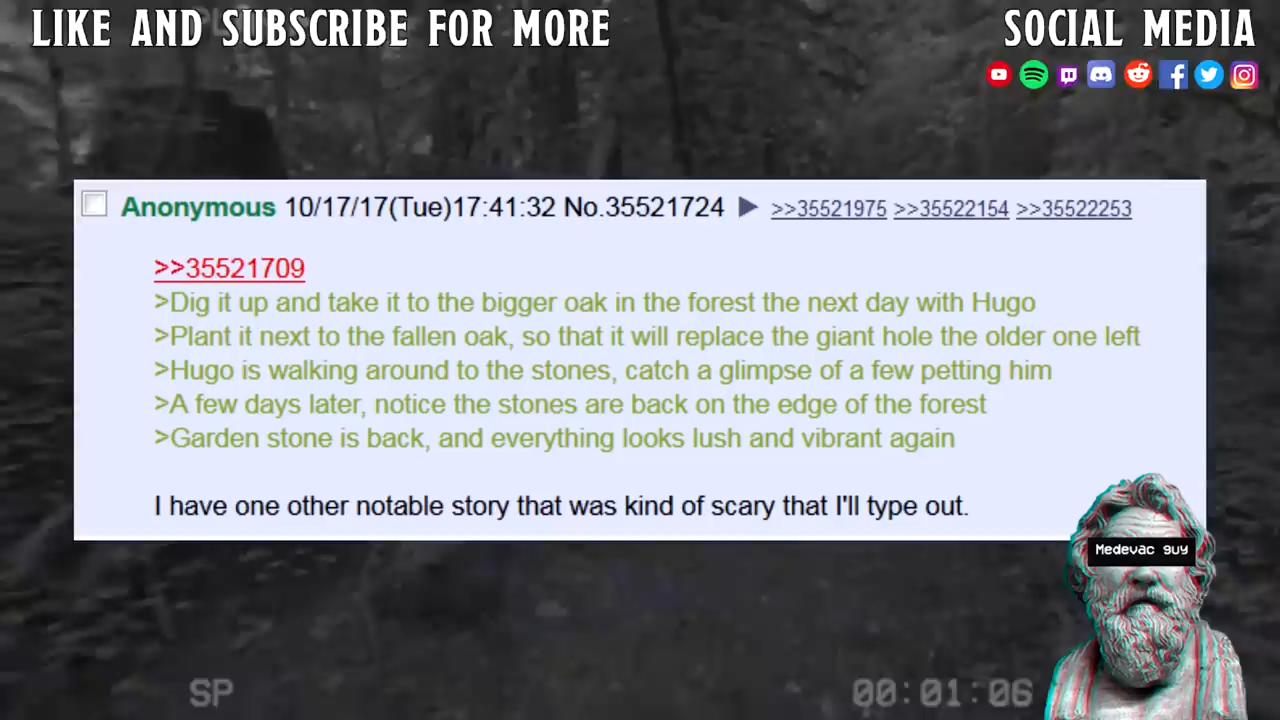 LIKE AND SUBSCRIBE FOR MORE
SOCIAL MEDIA
Anonymous 10/17/17(Tue)17:41:32 No.35521724 ▶ >>35521975 >>35522154 >>35522253
>>35521709
>Dig it up and take it to the bigger oak in the forest the next day with Hugo
>Plant it next to the fallen oak, so that it will replace the giant hole the older one left
>Hugo is walking around to the stones, catch a glimpse of a few petting him
>A few days later, notice the stones are back on the edge of the forest
>Garden stone is back, and everything looks lush and vibrant again
I have one other notable story that was kind of scary that I'll type out.
Medevac guy
SP
00:01:06